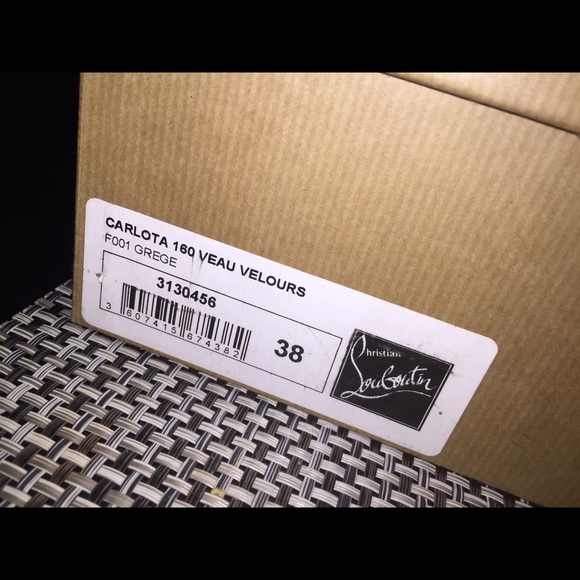 CARLOTA 160 VEAU VELOURS
F001 GREGE
3130456
3 607415 674382
38
Christian
Louboutin